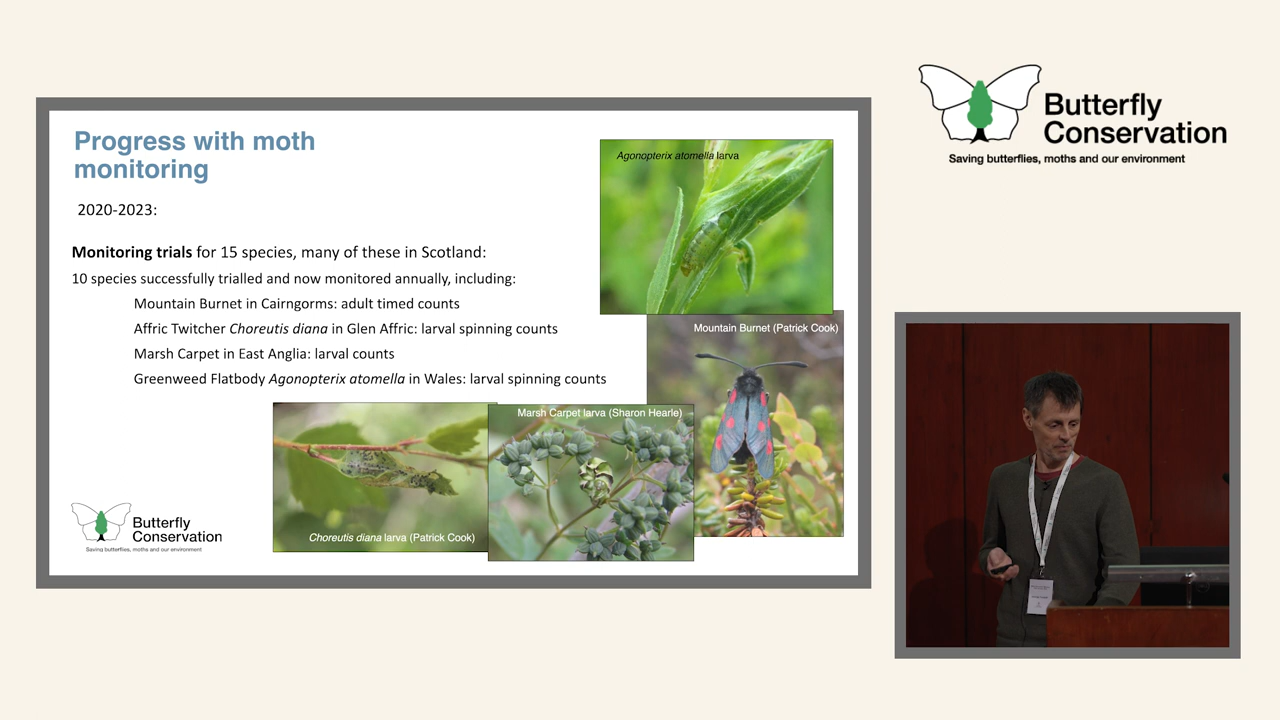 Progress with moth
monitoring
2020-2023:
Monitoring trials for 15 species, many of these in Scotland:
10 species successfully trialled and now monitored annually, including:
Mountain Burnet in Cairngorms: adult timed counts
Affric Twitcher Choreutis diana in Glen Affric: larval spinning counts
Marsh Carpet in East Anglia: larval counts
Greenweed Flatbody Agonopterix atomella in Wales: larval spinning counts
Agonopterix atomella larva
Mountain Burnet (Patrick Cook)
Marsh Carpet larva (Sharon Hearle)
Choreutis diana larva (Patrick Cook)
Butterfly
Conservation
Saving butterflies, moths and our environment
Butterfly
Conservation
Saving butterflies, moths and our environment